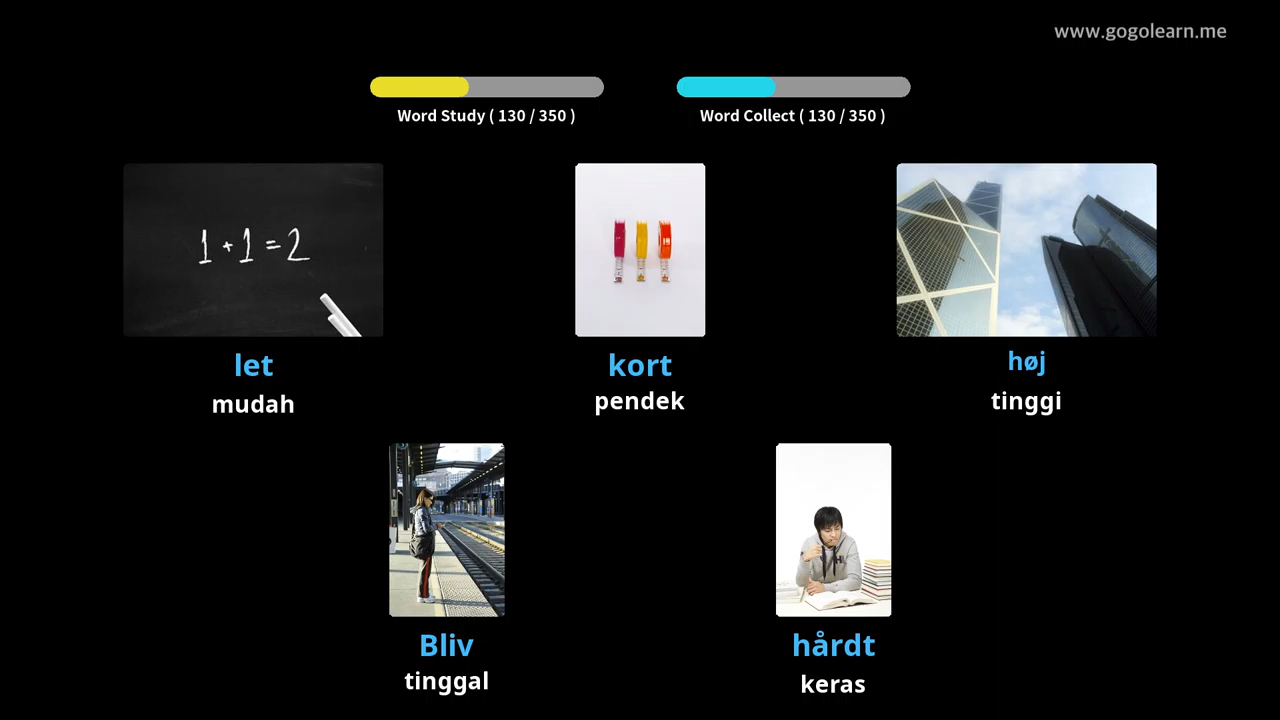 www.gogolearn.me
Word Study ( 130 / 350 )
Word Collect ( 130 / 350 )
1 + 1 = 2
let
mudah
kort
pendek
høj
tinggi
Bliv
tinggal
hårdt
keras